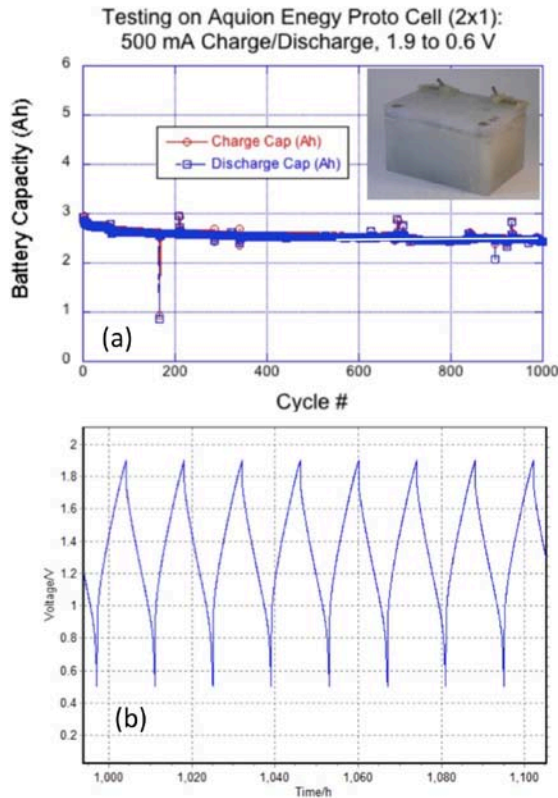 Testing on Aquion Enegy Proto Cell (2x1):
500 mA Charge/Discharge, 1.9 to 0.6 V
6
5
4
3
2
1
0
Battery Capacity (Ah)
Charge Cap (Ah)
Discharge Cap (Ah)
(a)
0 200 400 600 800 1000
Cycle #
2
1.8
1.6
1.4
1.2
1
0.8
0.6
0.4
0.2
Voltage/V
(b)
1,000 1,020 1,040 1,060 1,080 1,100
Time/h